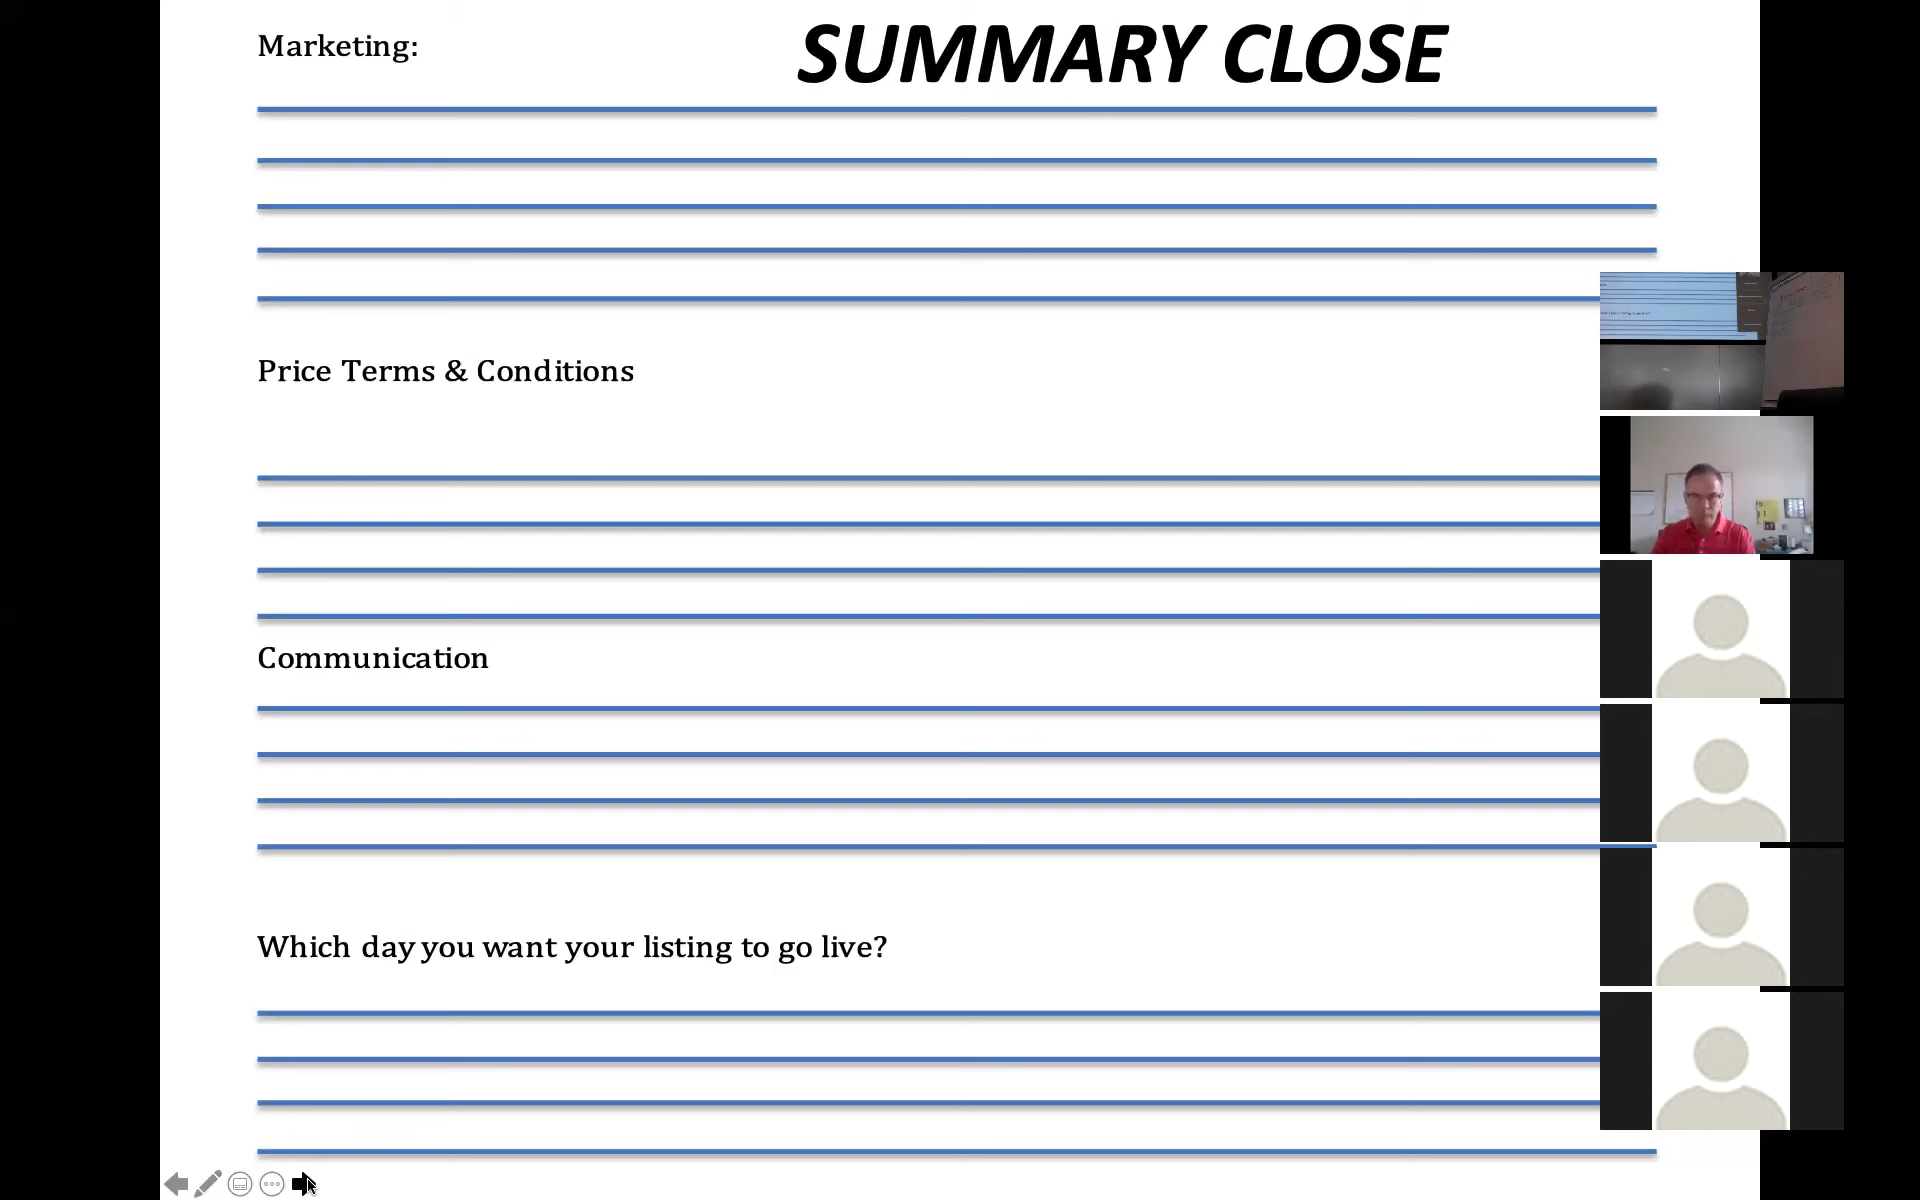 Marketing:
SUMMARY CLOSE
Price Terms & Conditions
Communication
Which day you want your listing to go live?